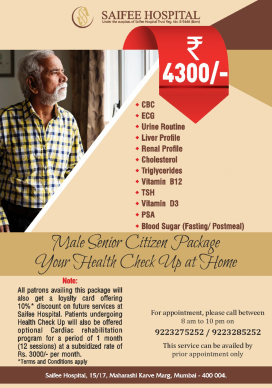 SAIFEE HOSPITAL
₹
4300/-
CBC
ECG
Urine Routine
Liver Profile
Renal Profile
Cholesterol
Triglycerides
Vitamin B12
TSH
Vitamin D3
PSA
Blood Sugar (Fasting/ Postmeal)
Male Senior Citizen Package
Your Health Check Up at Home
Note:
All patrons availing this package will
also get a loyalty card offering
10%* discount on future services at
Saifee Hospital. Patients undergoing
Health Check Up will also be offered
optional Cardiac rehabilitation
program for a period of 1 month
(12 sessions) at a subsidized rate of
Rs. 3000/- per month.
*Terms and Conditions apply
For appointment, please call between
8 am to 10 pm on
9223275252 / 9223285252
This service can be availed by
prior appointment only
Saifee Hospital, 15/17, Maharashi Karve Marg, Mumbai - 400 004.